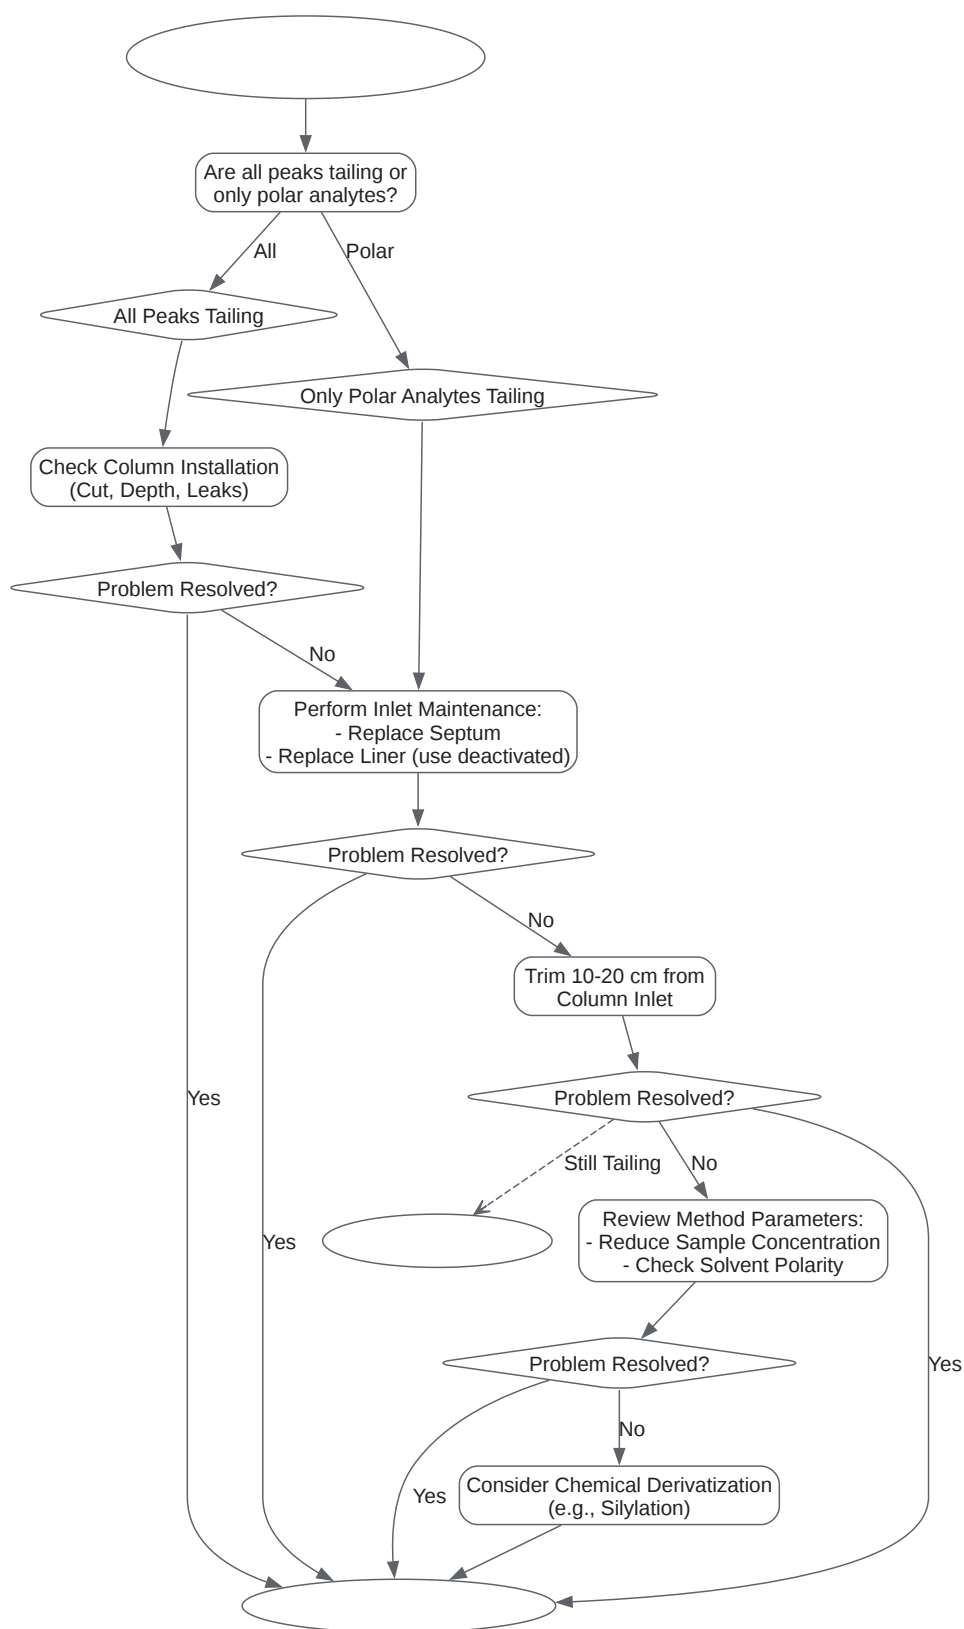 Are all peaks tailing or
only polar analytes?
All
Polar
All Peaks Tailing
Only Polar Analytes Tailing
Check Column Installation
(Cut, Depth, Leaks)
Problem Resolved?
No
Perform Inlet Maintenance:
- Replace Septum
- Replace Liner (use deactivated)
Problem Resolved?
No
Trim 10-20 cm from
Column Inlet
Yes
Problem Resolved?
Still Tailing
No
Yes
Review Method Parameters:
- Reduce Sample Concentration
- Check Solvent Polarity
Problem Resolved?
Yes
No
Yes
Consider Chemical Derivatization
(e.g., Silylation)